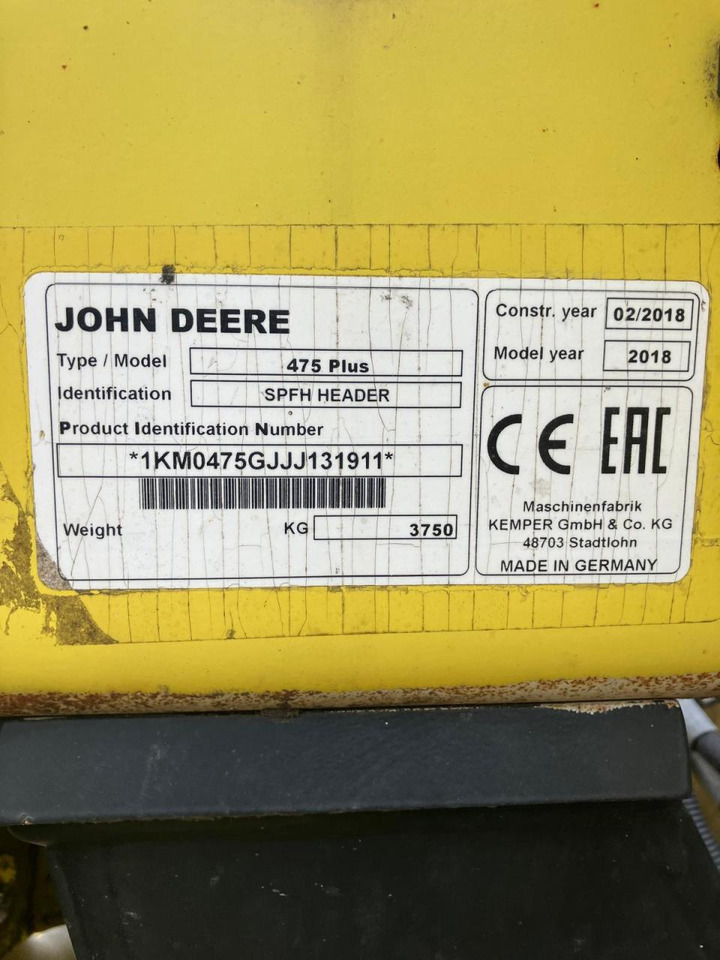 JOHN DEERE
Type / Model 475 Plus
Identification SPFH HEADER
Product Identification Number
*1KM0475GJJJ131911*
Weight KG 3750
Constr. year 02/2018
Model year 2018
CE EAC
Maschinenfabrik
KEMPER GmbH & Co. KG
48703 Stadtlohn
MADE IN GERMANY